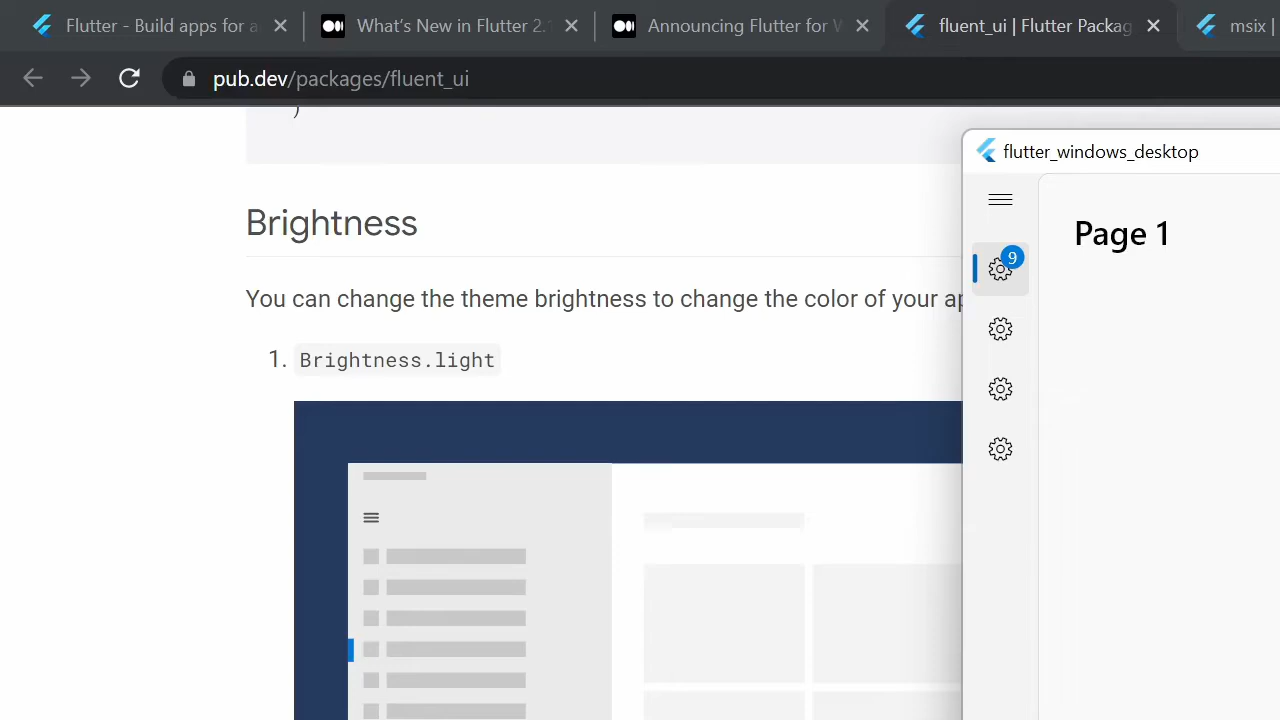 Flutter - Build apps for a
What's New in Flutter 2.
Announcing Flutter for W
fluent_ui | Flutter Packag
msix |
pub.dev/packages/fluent_ui
)
flutter_windows_desktop
Brightness
Page 1
9
You can change the theme brightness to change the color of your ap
1. Brightness.light